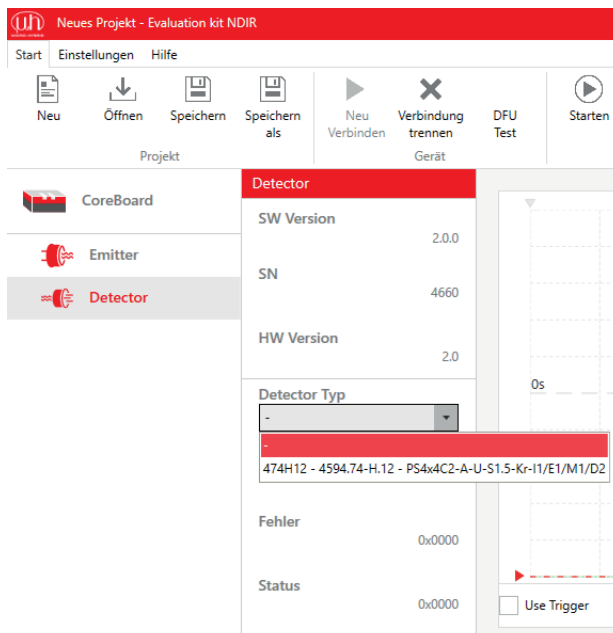 Neues Projekt - Evaluation kit NDIR
Start Einstellungen Hilfe
Neu Öffnen Speichern Speichern als Neu Verbinden Verbindung trennen DFU Test Starten
Projekt Gerät
CoreBoard
Emitter
Detector
Detector
SW Version
2.0.0
SN
4660
HW Version
2.0
Detector Typ
-
-
474H12 - 4594.74-H.12 - PS4x4C2-A-U-S1.5-Kr-I1/E1/M1/D2
Fehler
0x0000
Status
0x0000
0s
Use Trigger